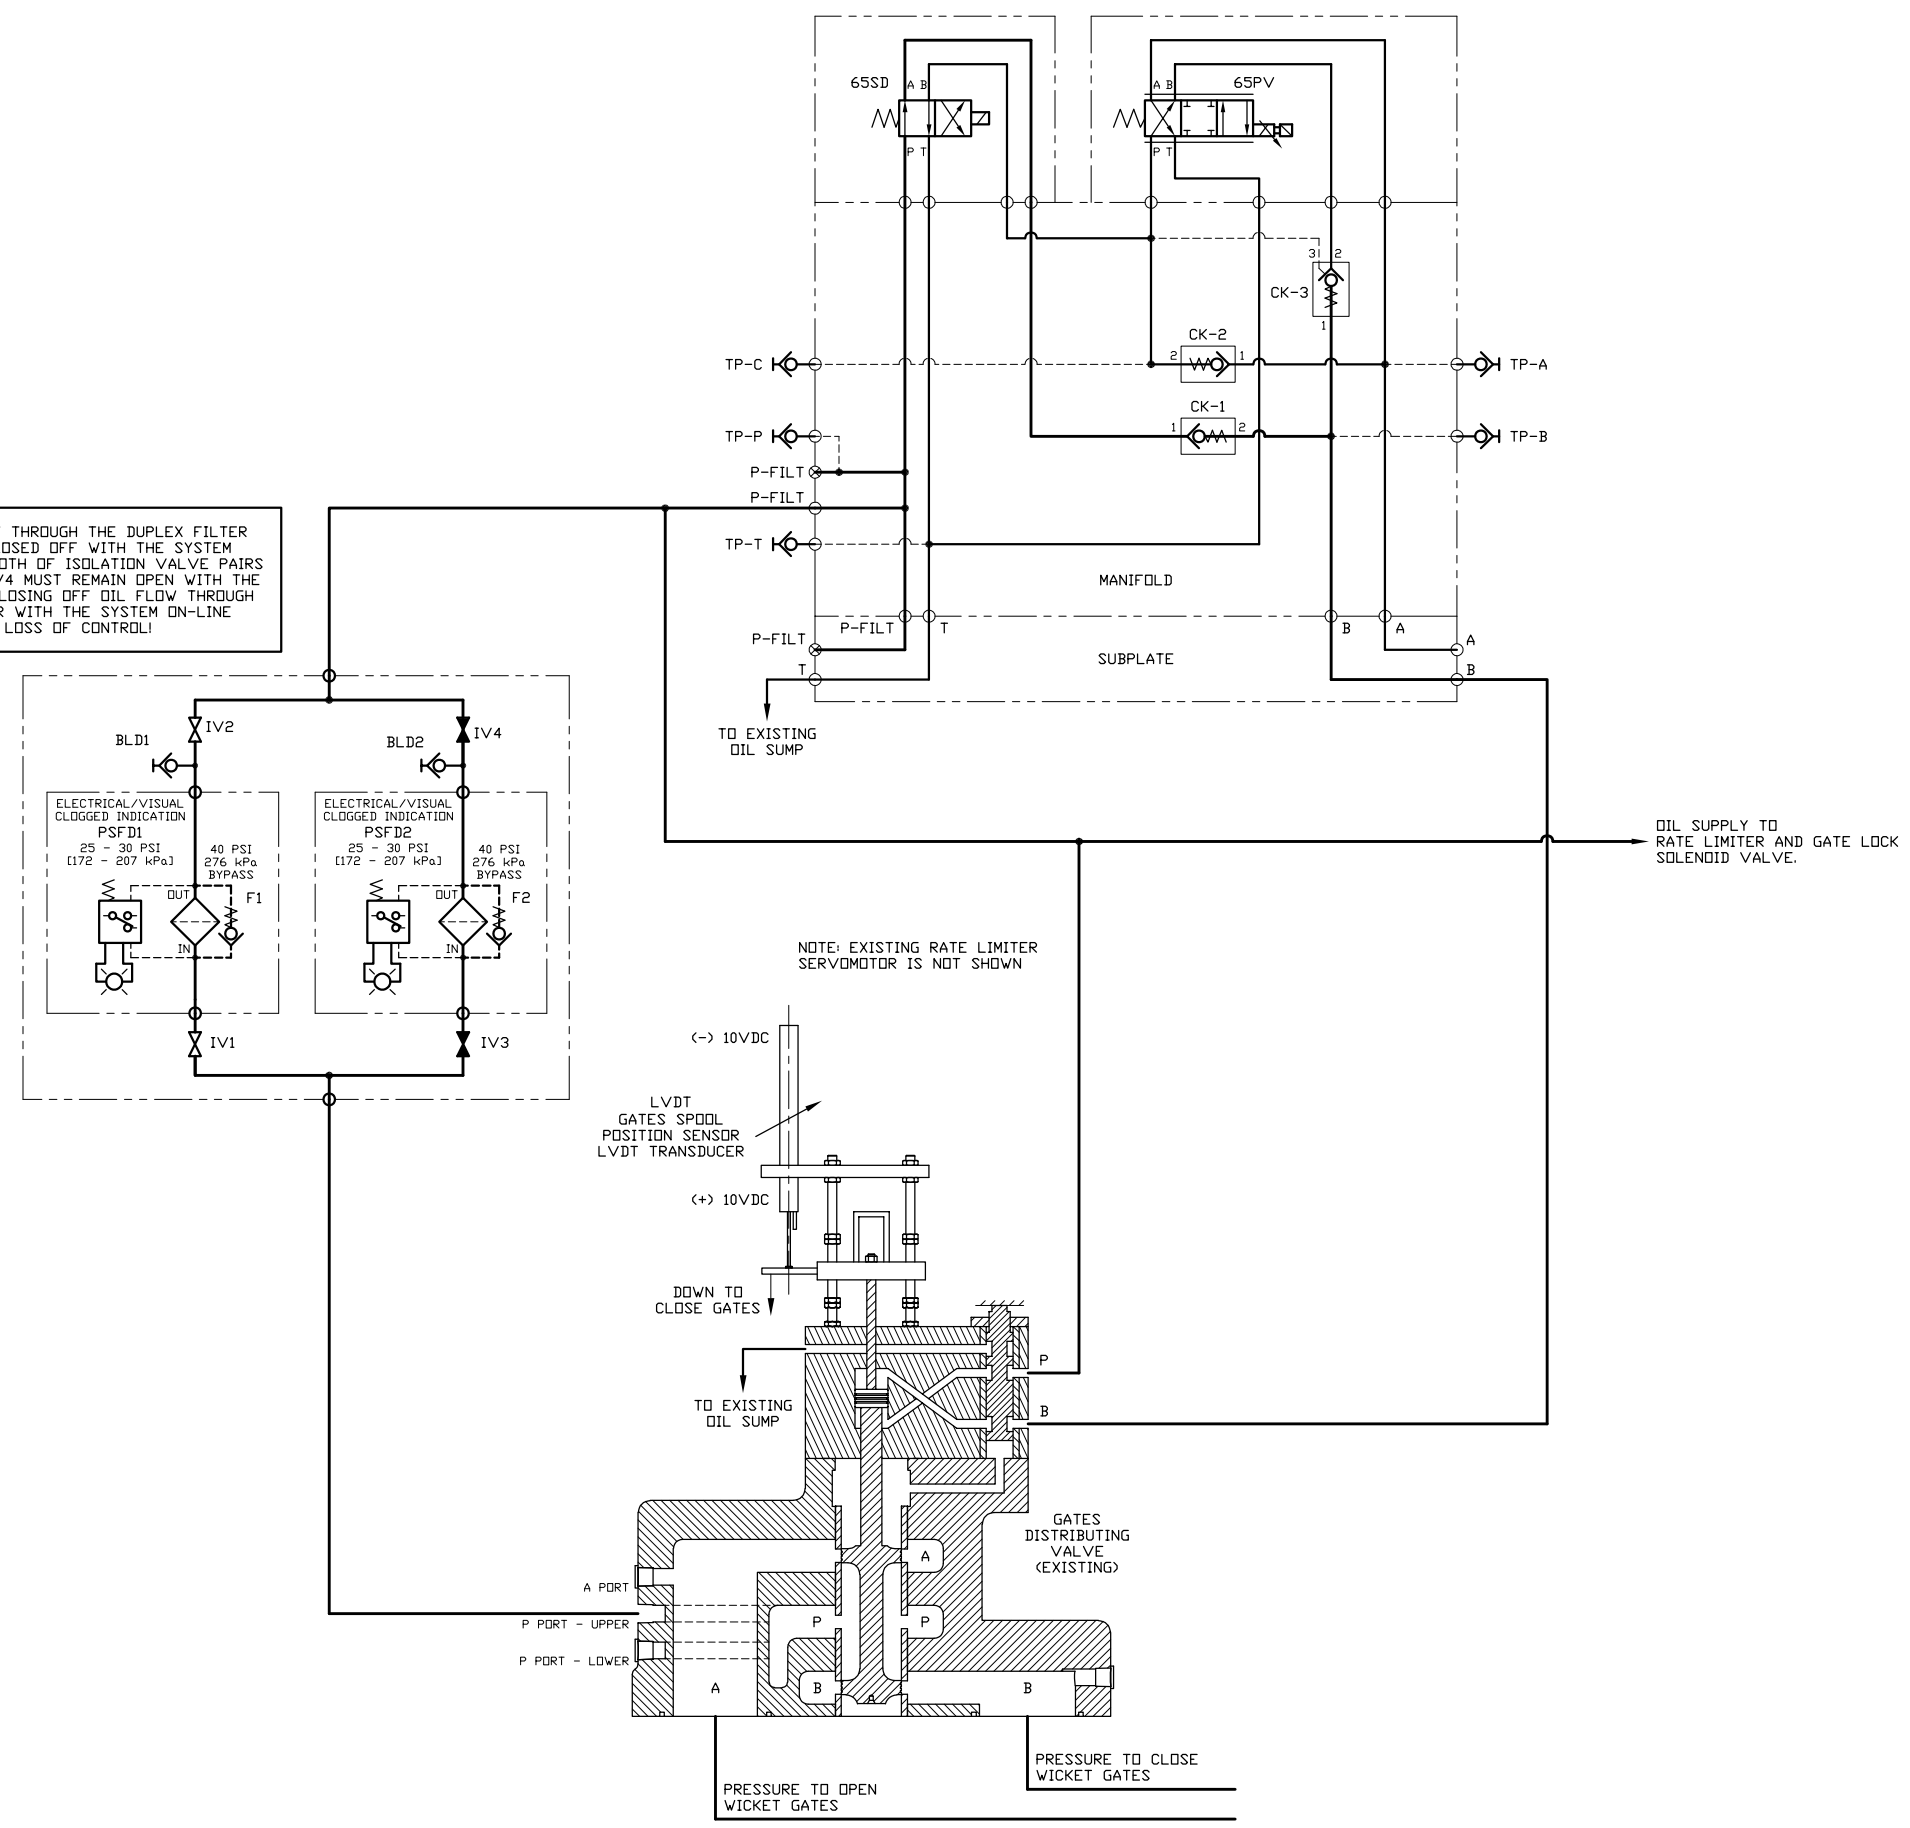 65SD
A B
P T
65PV
A B
P T
3
2
CK-3
1
CK-2
2
1
TP-C
TP-A
CK-1
1
2
TP-P
TP-B
P-FILT
P-FILT
TP-T
MANIFOLD
P-FILT
T
B
A
P-FILT
A
SUBPLATE
T
B
TO EXISTING
OIL SUMP
THROUGH THE DUPLEX FILTER
OSED OFF WITH THE SYSTEM
OTH OF ISOLATION VALVE PAIRS
/4 MUST REMAIN OPEN WITH THE
LOSING OFF OIL FLOW THROUGH
R WITH THE SYSTEM ON-LINE
LOSS OF CONTROL!
IV2
IV4
BLD1
BLD2
ELECTRICAL/VISUAL
CLOGGED INDICATION
PSFD1
25 - 30 PSI
[172 - 207 kPa]
40 PSI
276 kPa
BYPASS
OUT
F1
IN
ELECTRICAL/VISUAL
CLOGGED INDICATION
PSFD2
25 - 30 PSI
[172 - 207 kPa]
40 PSI
276 kPa
BYPASS
OUT
F2
IN
IV1
IV3
OIL SUPPLY TO
RATE LIMITER AND GATE LOCK
SOLENOID VALVE.
NOTE: EXISTING RATE LIMITER
SERVOMOTOR IS NOT SHOWN
(-) 10VDC
LVDT
GATES SPOOL
POSITION SENSOR
LVDT TRANSDUCER
(+) 10VDC
DOWN TO
CLOSE GATES
P
B
TO EXISTING
OIL SUMP
GATES
DISTRIBUTING
VALVE
(EXISTING)
A
A PORT
P PORT - UPPER
P
P
P PORT - LOWER
A
B
A
B
PRESSURE TO CLOSE
WICKET GATES
PRESSURE TO OPEN
WICKET GATES